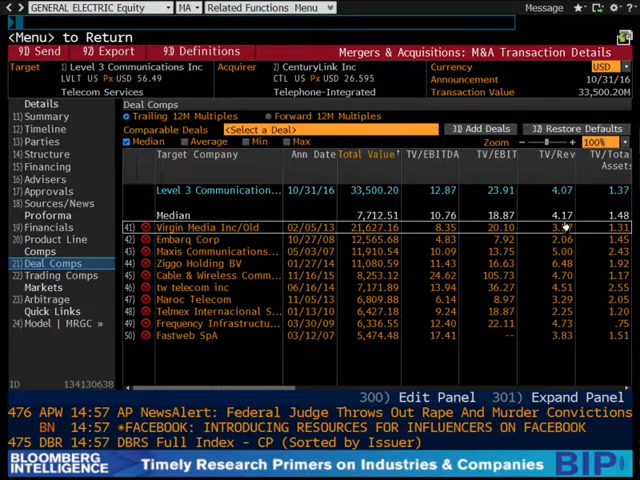 GENERAL ELECTRIC Equity MA Related Functions Menu Message
<Menu> to Return
91) Send 92) Export 93) Definitions Mergers & Acquisitions: M&A Transaction Details
Target 1) Level 3 Communications Inc Acquirer 2) CenturyLink Inc Currency USD
LVLT US Px USD 56.49 CTL US Px USD 26.595 Announcement 10/31/16
Telecom Services Telephone-Integrated Transaction Value 33,500.20M
Details Deal Comps
11) Summary Trailing 12M Multiples Forward 12M Multiples
12) Timeline Comparable Deals <Select a Deal> 31) Add Deals 32) Restore Defaults
13) Parties Median Average Min Max Zoom 100%
14) Structure Target Company Ann Date Total Value TV/EBITDA TV/EBIT TV/Rev TV/Total Assets
15) Financing
16) Advisers
17) Approvals Level 3 Communication... 10/31/16 33,500.20 12.87 23.91 4.07 1.37
18) Sources/News
Proforma Median 7,712.51 10.76 18.87 4.17 1.48
19) Financials 41) Virgin Media Inc/Old 02/05/13 21,627.16 8.35 20.10 1.31
20) Product Line 42) Embarq Corp 10/27/08 12,565.68 4.83 7.92 2.06 1.45
Comps 43) Maxis Communications... 05/03/07 11,910.54 10.09 13.75 5.00 2.43
21) Deal Comps 44) Ziggo Holding BV 01/27/14 11,080.59 11.43 16.63 6.48 1.92
22) Trading Comps 45) Cable & Wireless Comm... 11/16/15 8,253.12 24.62 105.73 4.70 1.17
Markets 46) tw telecom inc 06/16/14 7,171.89 13.94 36.27 4.51 2.55
23) Arbitrage 47) Maroc Telecom 11/05/13 6,809.88 6.14 8.97 3.29 2.05
Quick Links 48) Telmex Internacional S... 01/13/10 6,427.18 9.24 18.87 2.25 1.20
24) Model | MRGC » 49) Frequency Infrastructu... 03/30/09 6,336.55 12.40 22.11 4.73 .75
50) Fastweb SpA 03/12/07 5,474.48 17.41 -- 3.83 1.51
ID 134130638
300) Edit Panel 301) Expand Panel
476 APW 14:57 AP NewsAlert: Federal Judge Throws Out Rape And Murder Convictions
BN 14:57 *FACEBOOK: INTRODUCING RESOURCES FOR INFLUENCERS ON FACEBOOK
475 DBR 14:57 DBRS Full Index - CP (Sorted by Issuer)
BLOOMBERG INTELLIGENCE Timely Research Primers on Industries & Companies BIP